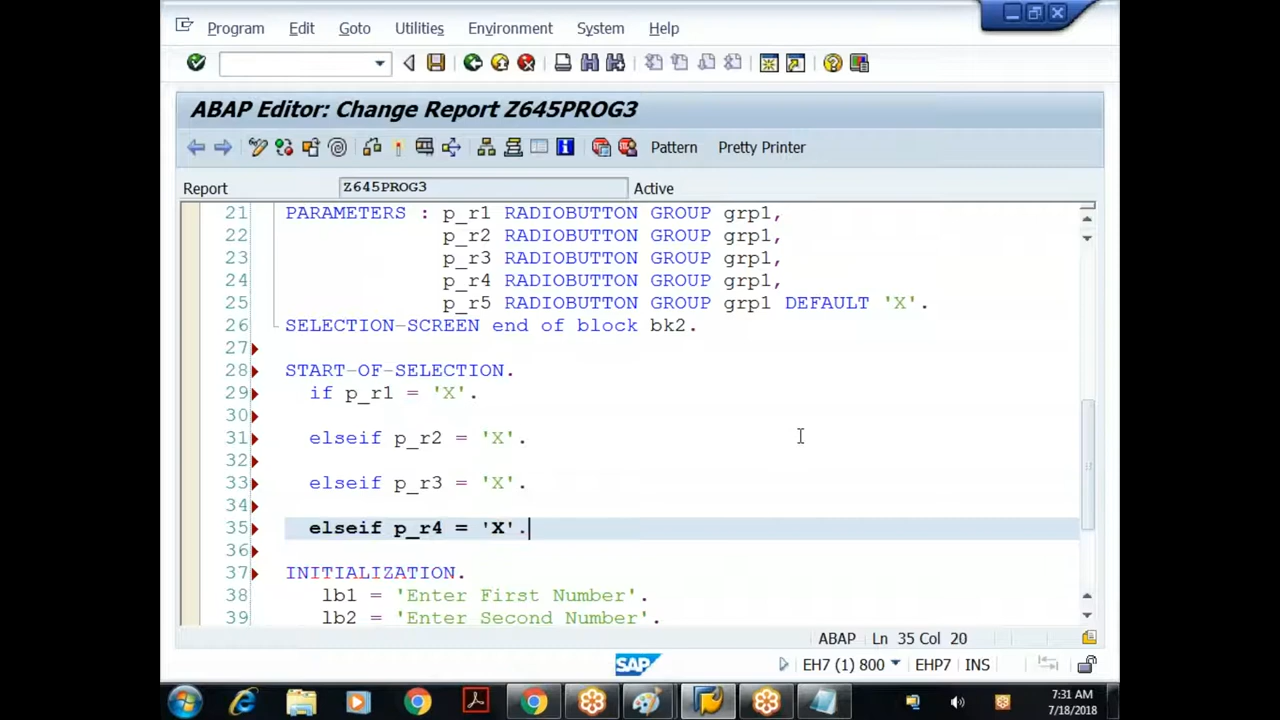 Program Edit Goto Utilities Environment System Help
ABAP Editor: Change Report Z645PROG3
Pattern Pretty Printer
Report Z645PROG3 Active
21 PARAMETERS : p_r1 RADIOBUTTON GROUP grp1,
22 p_r2 RADIOBUTTON GROUP grp1,
23 p_r3 RADIOBUTTON GROUP grp1,
24 p_r4 RADIOBUTTON GROUP grp1,
25 p_r5 RADIOBUTTON GROUP grp1 DEFAULT 'X'.
26 SELECTION-SCREEN end of block bk2.
27
28 START-OF-SELECTION.
29 if p_r1 = 'X'.
30
31 elseif p_r2 = 'X'.
32
33 elseif p_r3 = 'X'.
34
35 elseif p_r4 = 'X'.
36
37 INITIALIZATION.
38 lb1 = 'Enter First Number'.
39 lb2 = 'Enter Second Number'.
ABAP Ln 35 Col 20
SAP EH7 (1) 800 EHP7 INS
7:31 AM
7/18/2018